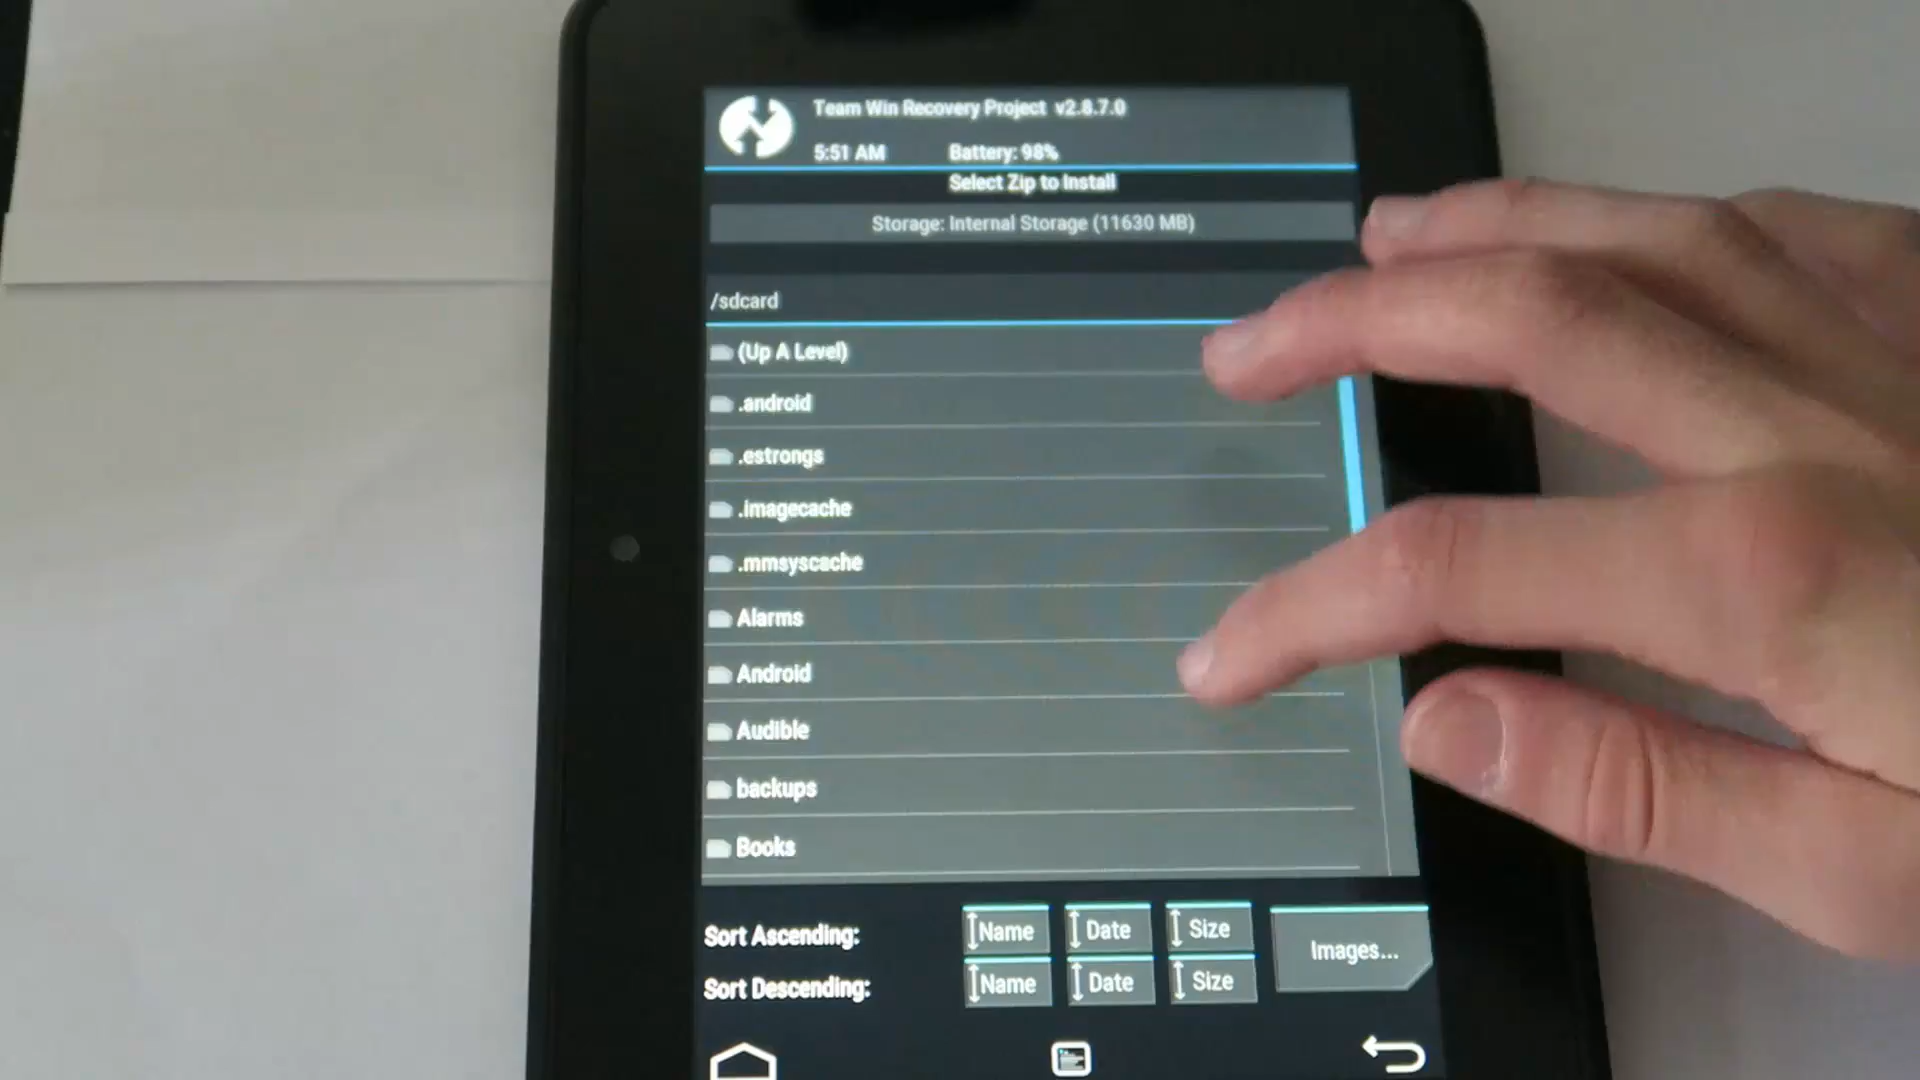 Team Win Recovery Project v2.8.7.0
5:51 AM Battery: 98%
Select Zip to Install
Storage: Internal Storage (11630 MB)
/sdcard
(Up A Level)
.android
.estrongs
.imagecache
.mmsyscache
Alarms
Android
Audible
backups
Books
Sort Ascending: Name Date Size
Images...
Sort Descending: Name Date Size